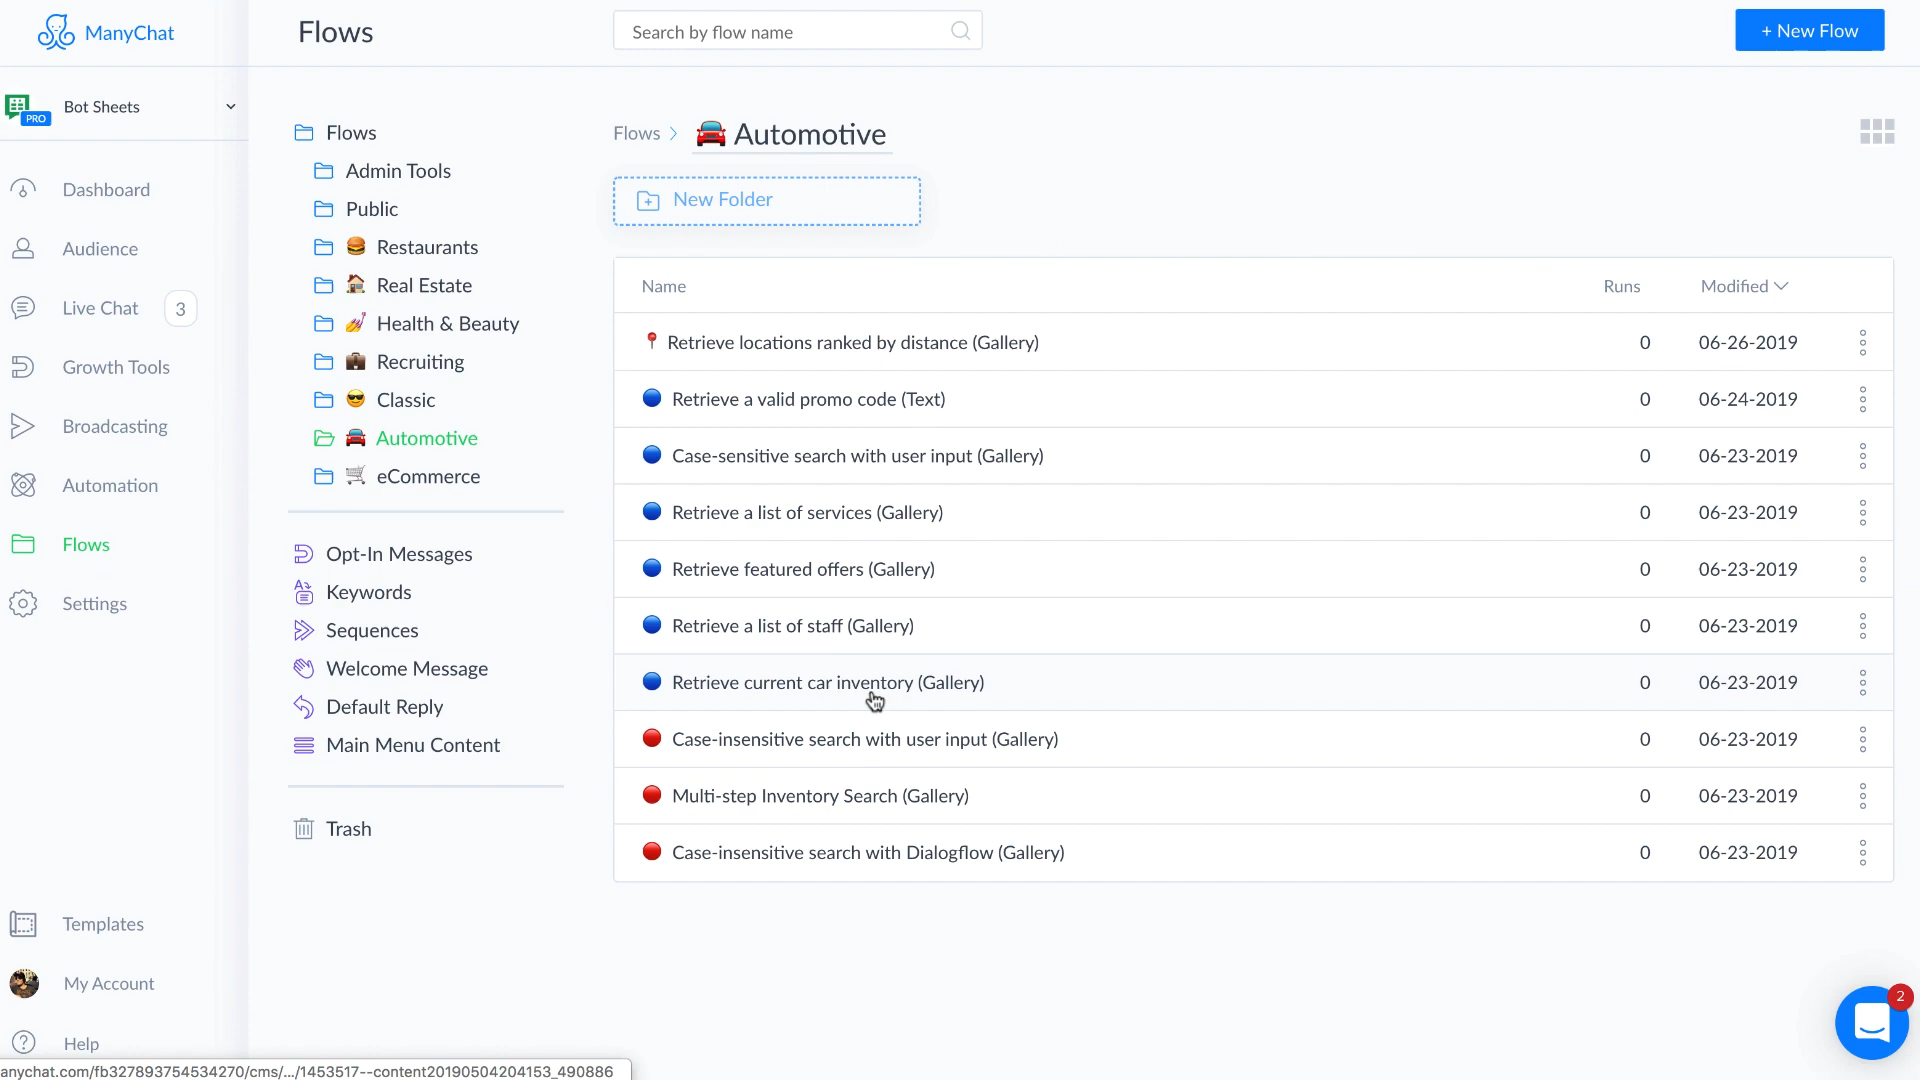 ManyChat
Flows
Search by flow name
+ New Flow
PRO
Bot Sheets
Dashboard
Audience
Live Chat
3
Growth Tools
Broadcasting
Automation
Flows
Settings
Templates
My Account
Help
Flows
Admin Tools
Public
Restaurants
Real Estate
Health & Beauty
Recruiting
Classic
Automotive
eCommerce
Opt-In Messages
Keywords
Sequences
Welcome Message
Default Reply
Main Menu Content
Trash
Flows > Automotive
New Folder
Name Runs Modified
Retrieve locations ranked by distance (Gallery) 0 06-26-2019
Retrieve a valid promo code (Text) 0 06-24-2019
Case-sensitive search with user input (Gallery) 0 06-23-2019
Retrieve a list of services (Gallery) 0 06-23-2019
Retrieve featured offers (Gallery) 0 06-23-2019
Retrieve a list of staff (Gallery) 0 06-23-2019
Retrieve current car inventory (Gallery) 0 06-23-2019
Case-insensitive search with user input (Gallery) 0 06-23-2019
Multi-step Inventory Search (Gallery) 0 06-23-2019
Case-insensitive search with Dialogflow (Gallery) 0 06-23-2019
2
anychat.com/fb327893754534270/cms/.../1453517--content20190504204153_490886